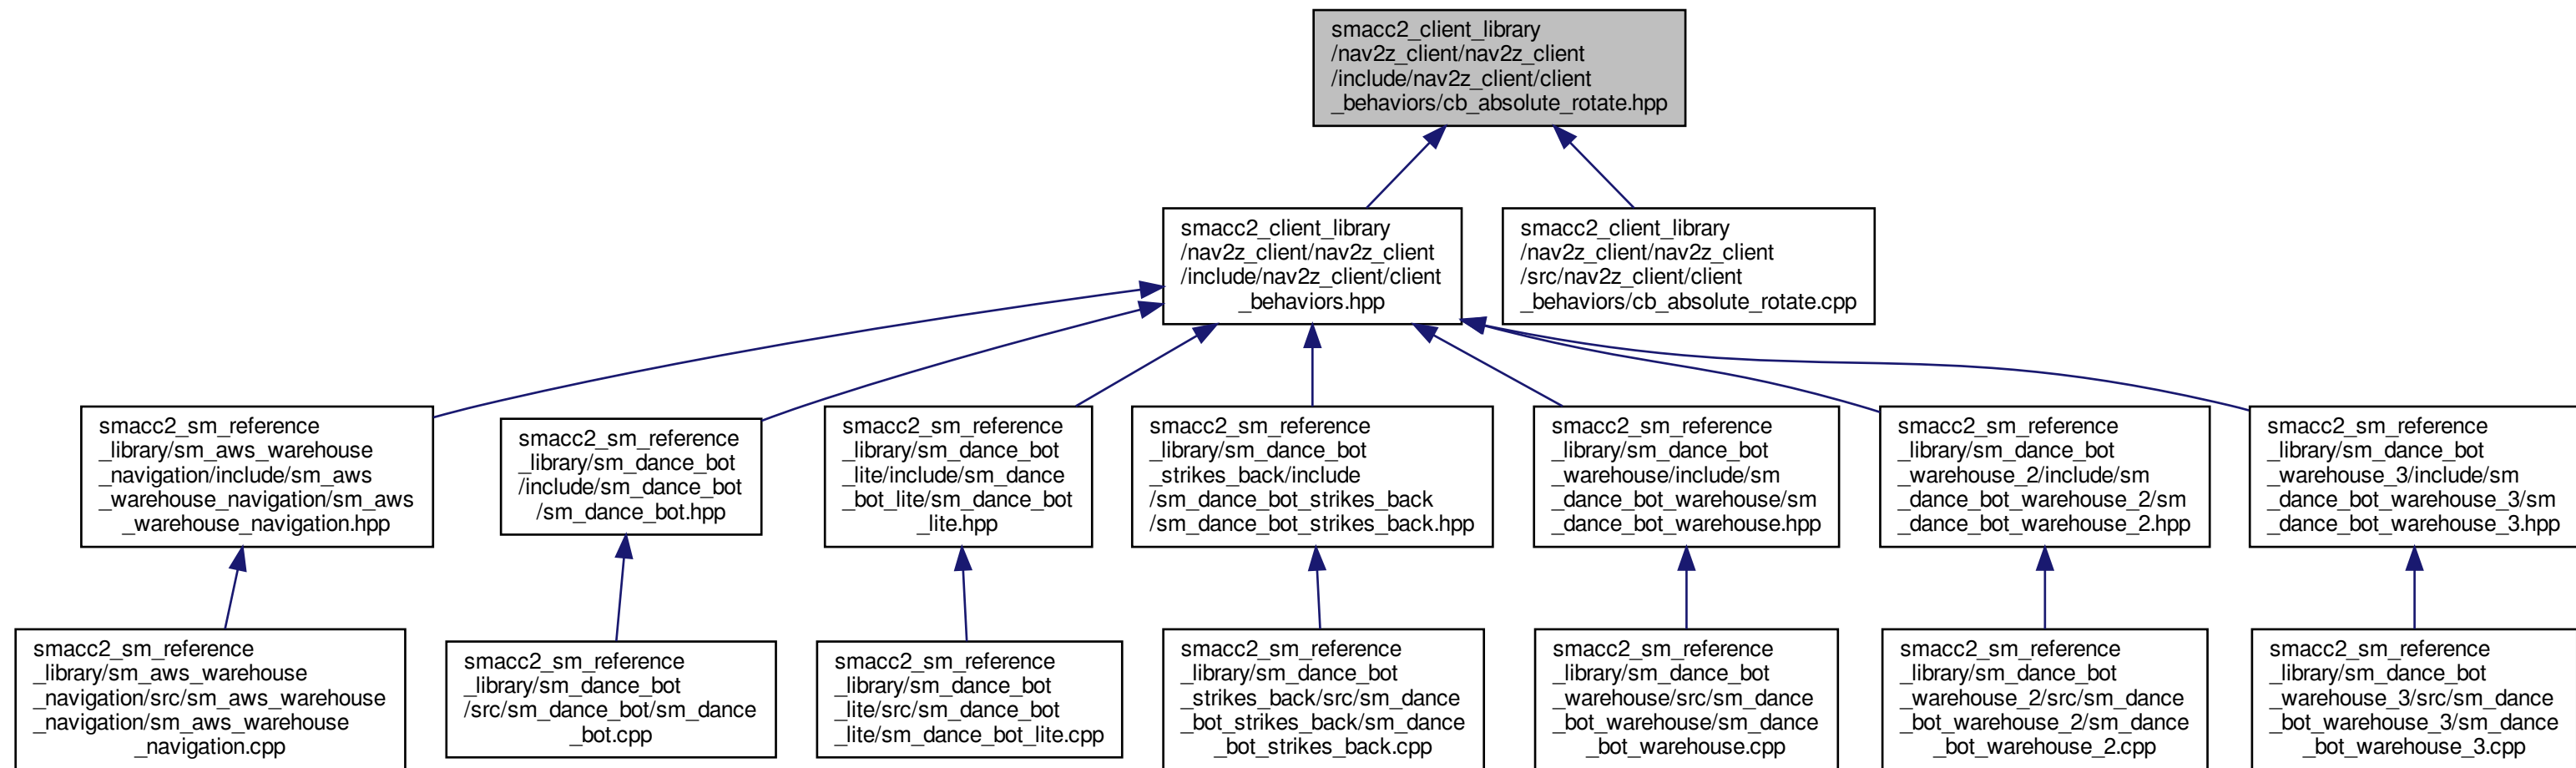 smacc2_client_library
/nav2z_client/nav2z_client
/include/nav2z_client/client
_behaviors/cb_absolute_rotate.hpp
smacc2_client_library
/nav2z_client/nav2z_client
/include/nav2z_client/client
_behaviors.hpp
smacc2_client_library
/nav2z_client/nav2z_client
/src/nav2z_client/client
_behaviors/cb_absolute_rotate.cpp
smacc2_sm_reference
_library/sm_aws_warehouse
_navigation/include/sm_aws
_warehouse_navigation/sm_aws
_warehouse_navigation.hpp
smacc2_sm_reference
_library/sm_dance_bot
/include/sm_dance_bot
/sm_dance_bot.hpp
smacc2_sm_reference
_library/sm_dance_bot
_lite/include/sm_dance
_bot_lite/sm_dance_bot
_lite.hpp
smacc2_sm_reference
_library/sm_dance_bot
_strikes_back/include
/sm_dance_bot_strikes_back
/sm_dance_bot_strikes_back.hpp
smacc2_sm_reference
_library/sm_dance_bot
_warehouse/include/sm
_dance_bot_warehouse/sm
_dance_bot_warehouse.hpp
smacc2_sm_reference
_library/sm_dance_bot
_warehouse_2/include/sm
_dance_bot_warehouse_2/sm
_dance_bot_warehouse_2.hpp
smacc2_sm_reference
_library/sm_dance_bot
_warehouse_3/include/sm
_dance_bot_warehouse_3/sm
_dance_bot_warehouse_3.hpp
smacc2_sm_reference
_library/sm_aws_warehouse
_navigation/src/sm_aws_warehouse
_navigation/sm_aws_warehouse
_navigation.cpp
smacc2_sm_reference
_library/sm_dance_bot
/src/sm_dance_bot/sm_dance
_bot.cpp
smacc2_sm_reference
_library/sm_dance_bot
_lite/src/sm_dance_bot
_lite/sm_dance_bot_lite.cpp
smacc2_sm_reference
_library/sm_dance_bot
_strikes_back/src/sm_dance
_bot_strikes_back/sm_dance
_bot_strikes_back.cpp
smacc2_sm_reference
_library/sm_dance_bot
_warehouse/src/sm_dance
_bot_warehouse/sm_dance
_bot_warehouse.cpp
smacc2_sm_reference
_library/sm_dance_bot
_warehouse_2/src/sm_dance
_bot_warehouse_2/sm_dance
_bot_warehouse_2.cpp
smacc2_sm_reference
_library/sm_dance_bot
_warehouse_3/src/sm_dance
_bot_warehouse_3/sm_dance
_bot_warehouse_3.cpp